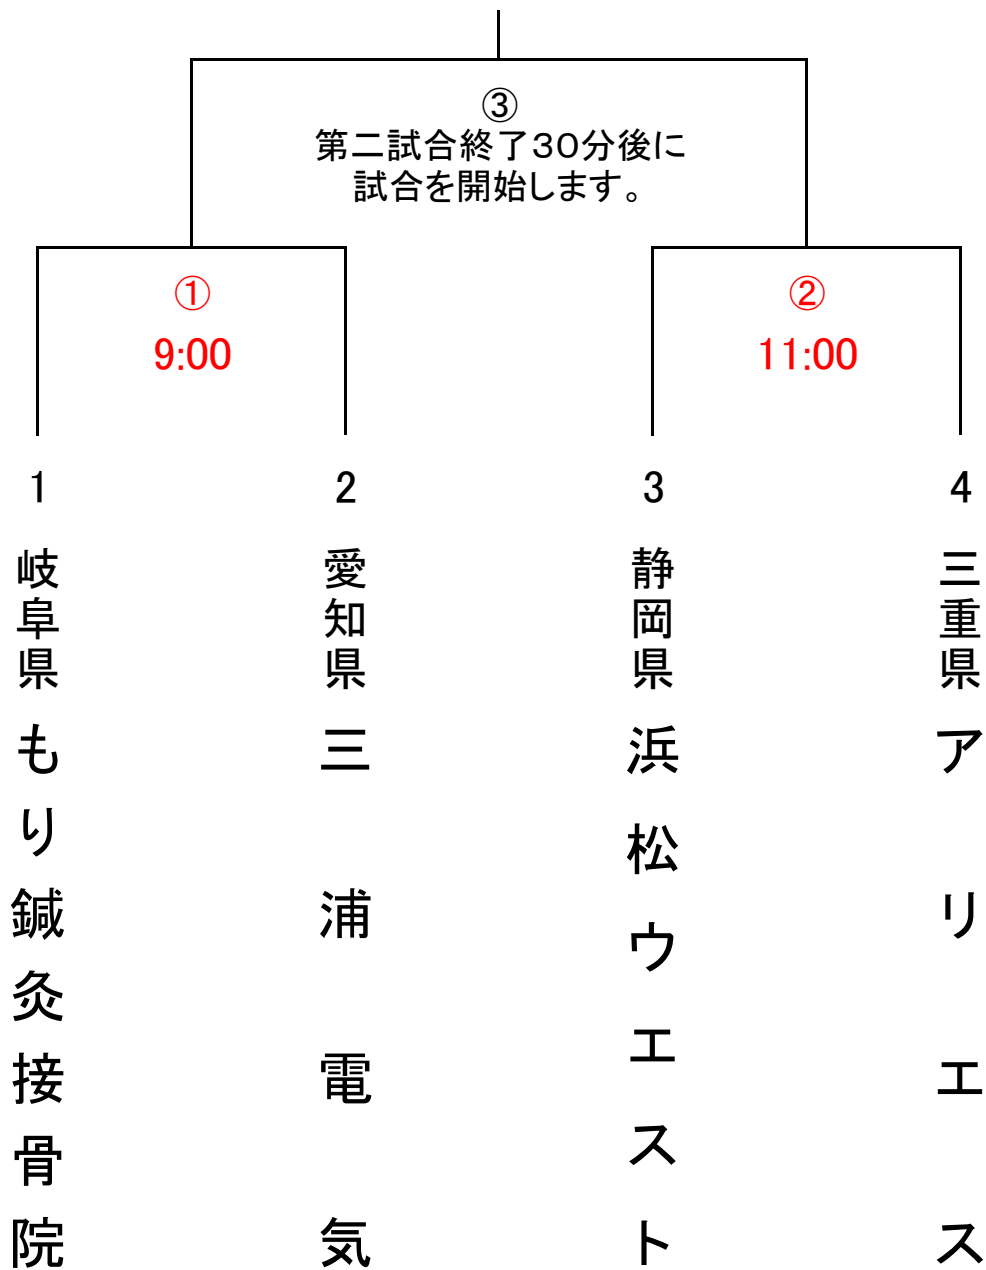 ③
第二試合終了30分後に
試合を開始します。
①
9:00
②
11:00
1
岐阜県
もり鍼灸接骨院
2
愛知県
三浦電気
3
静岡県
浜松ウエスト
4
三重県
アリエス